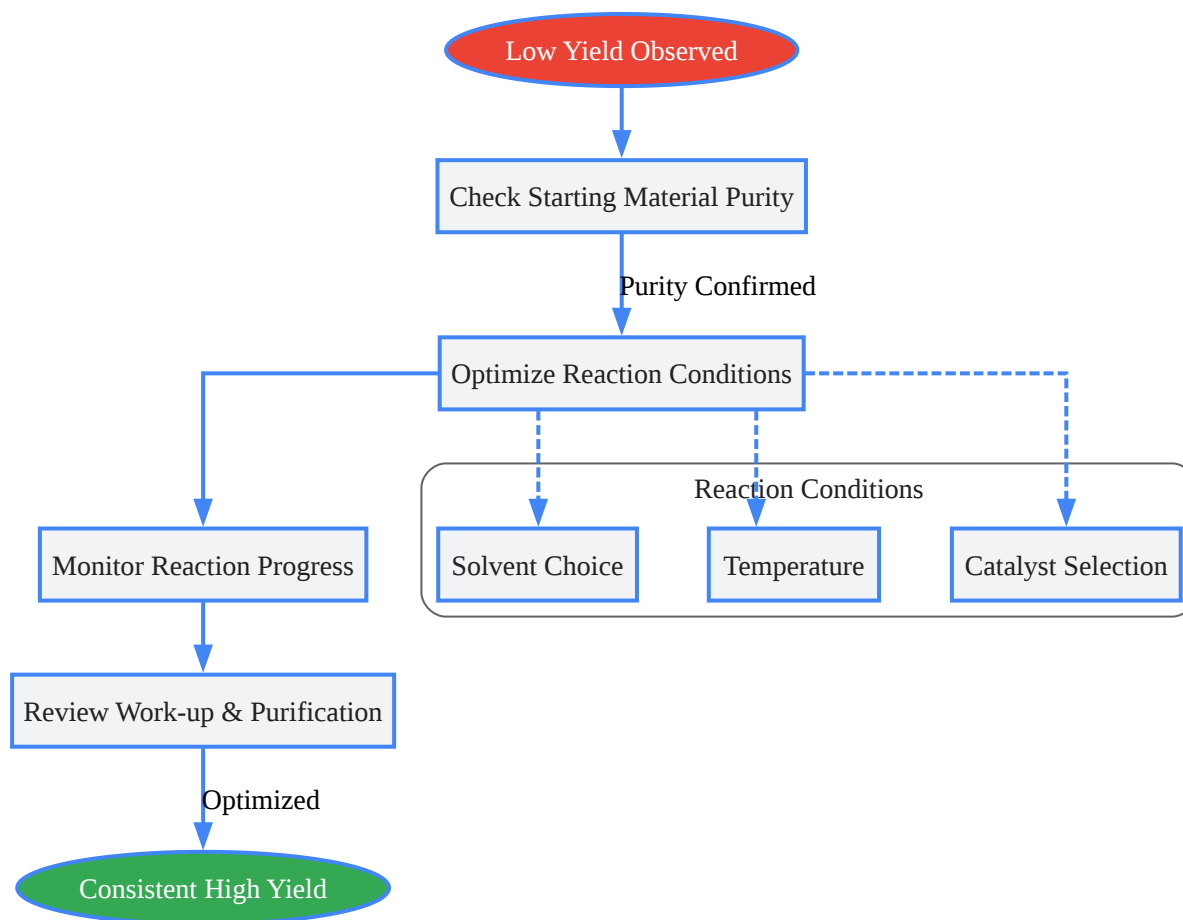 Low Yield Observed
Check Starting Material Purity
Purity Confirmed
Optimize Reaction Conditions
Reaction Conditions
Monitor Reaction Progress
Solvent Choice
Temperature
Catalyst Selection
Review Work-up & Purification
Optimized
Consistent High Yield